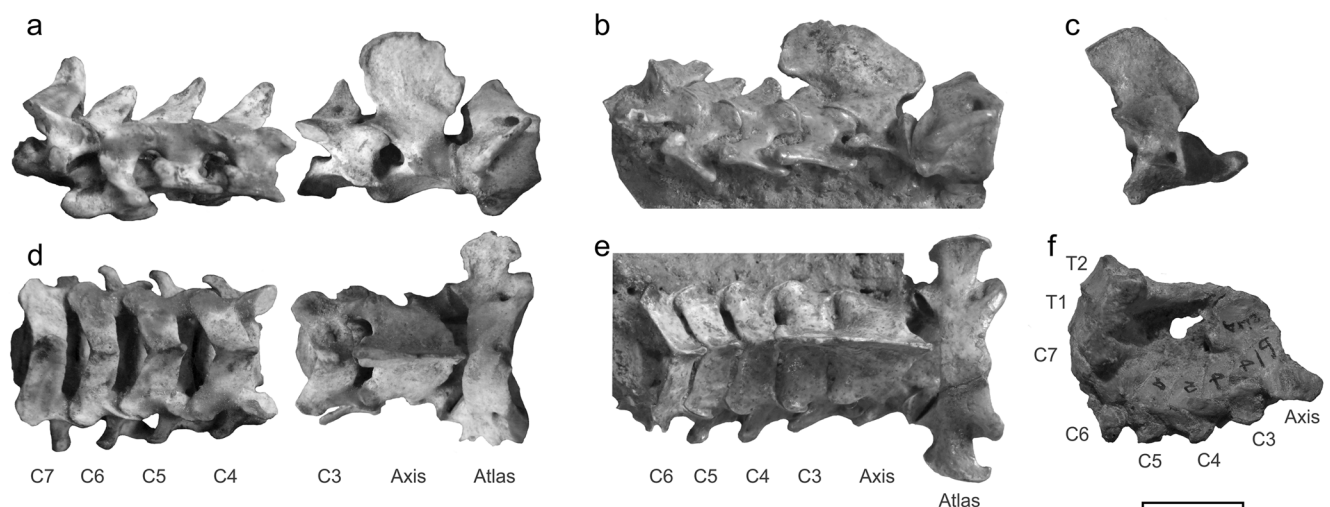 a
b
c
d
e
f
T2
T1
C7
C6
C5
C4
C3
Axis
C7 C6 C5 C4 C3 Axis Atlas
C6 C5 C4 C3 Axis
Atlas